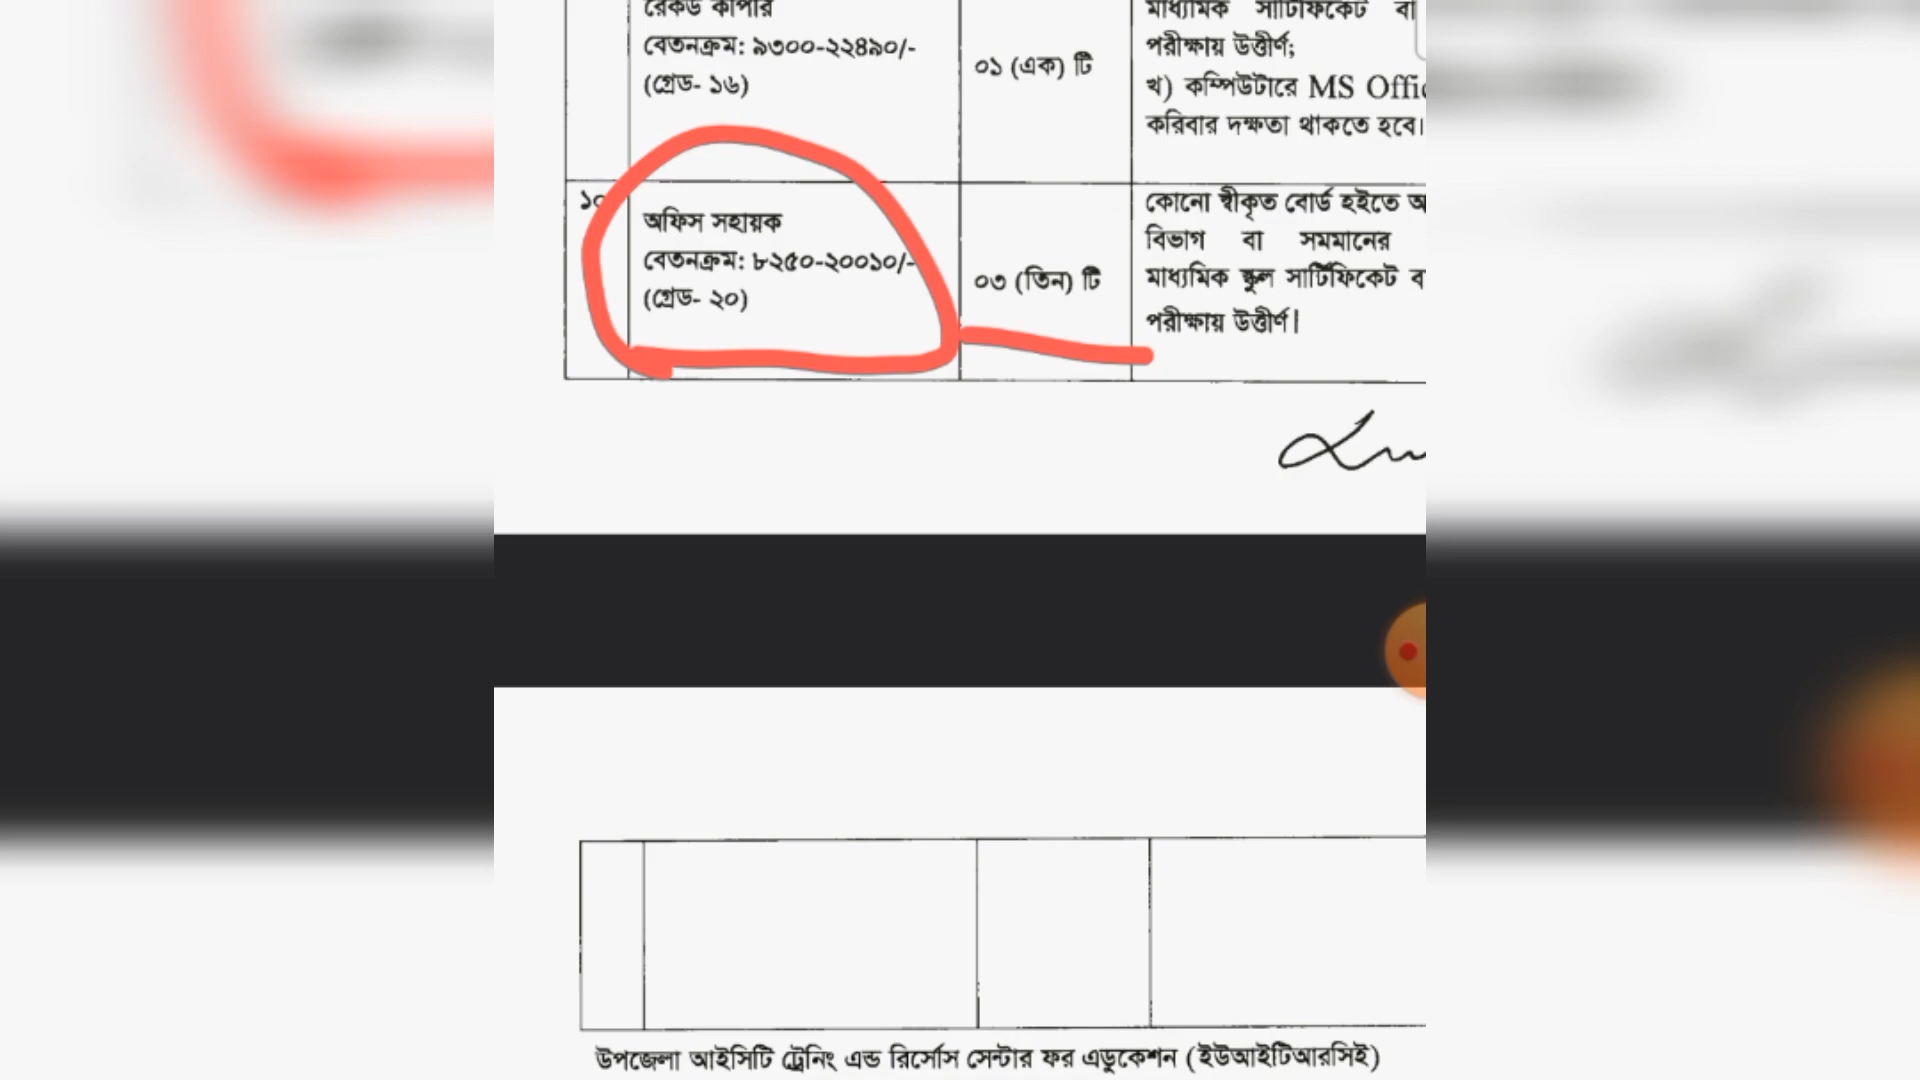 রেকর্ড কীপার
বেতনক্রম: ৯৩০০-২২৪৯০/-
(গ্রেড- ১৬)
০১ (এক) টি
মাধ্যমিক সার্টিফিকেট বা
পরীক্ষায় উত্তীর্ণ;
খ) কম্পিউটারে MS Offic
করিবার দক্ষতা থাকতে হবে।
১০
অফিস সহায়ক
বেতনক্রম: ৮২৫০-২০০১০/-
(গ্রেড- ২০)
০৩ (তিন) টি
কোনো স্বীকৃত বোর্ড হইতে অ
বিভাগ বা সমমানের
মাধ্যমিক স্কুল সার্টিফিকেট ব
পরীক্ষায় উত্তীর্ণ।
উপজেলা আইসিটি ট্রেনিং এন্ড রির্সোস সেন্টার ফর এডুকেশন (ইউআইটিআরসিই)